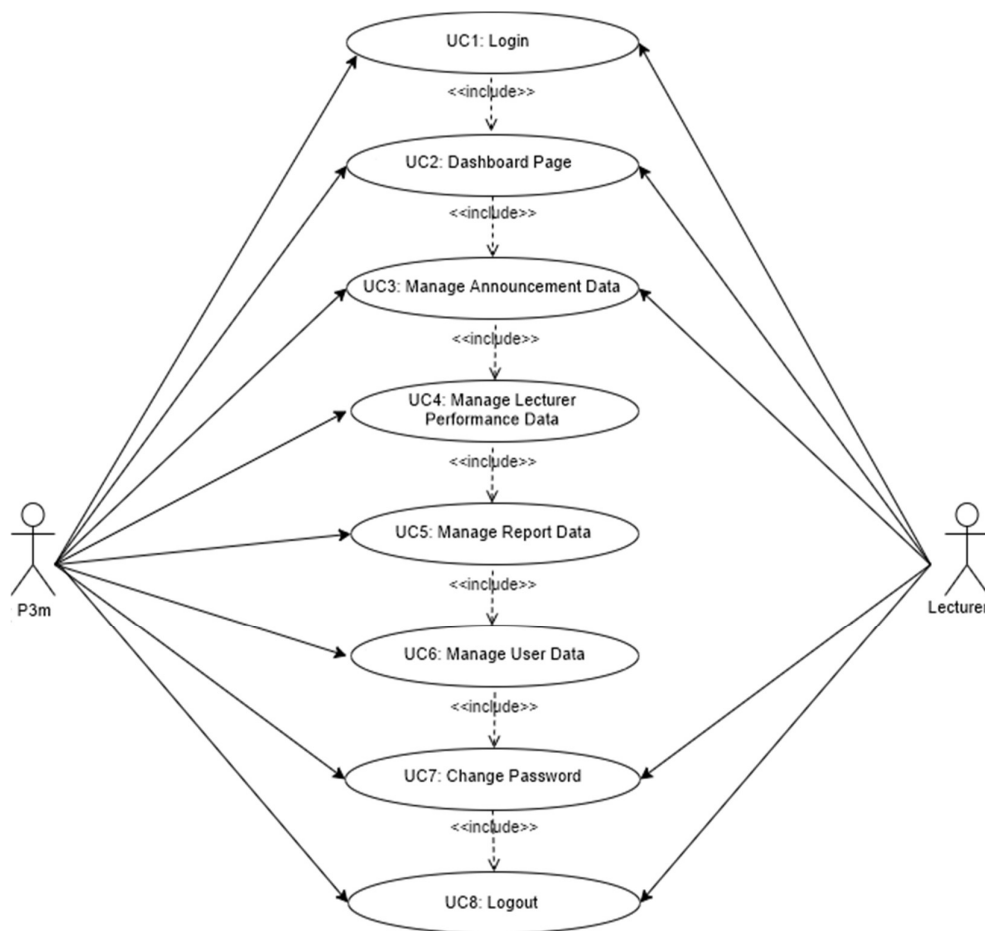 UC1: Login
<<include>>
UC2: Dashboard Page
<<include>>
UC3: Manage Announcement Data
<<include>>
UC4: Manage Lecturer
Performance Data
<<include>>
UC5: Manage Report Data
<<include>>
UC6: Manage User Data
<<include>>
UC7: Change Password
<<include>>
UC8: Logout
P3m
Lecturer